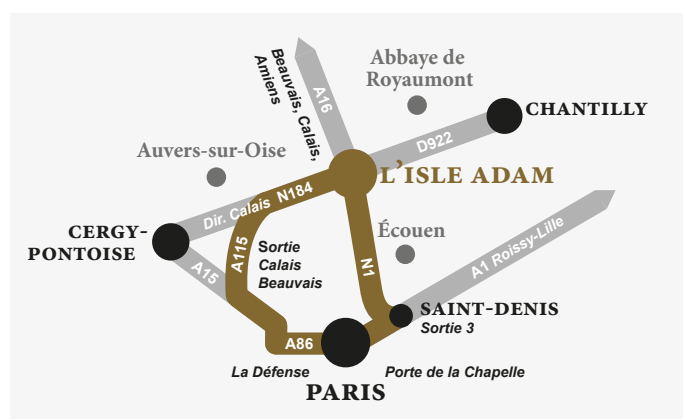 Beauvais, Calais,
Amiens
A16
Abbaye de
Royaumont
CHANTILLY
D922
Auvers-sur-Oise
L'ISLE ADAM
Dir. Calais N184
CERGY-
PONTOISE
A15
A115
Sortie
Calais
Beauvais
N1
Écouen
A1 Roissy-Lille
SAINT-DENIS
Sortie 3
A86
La Défense
Porte de la Chapelle
PARIS